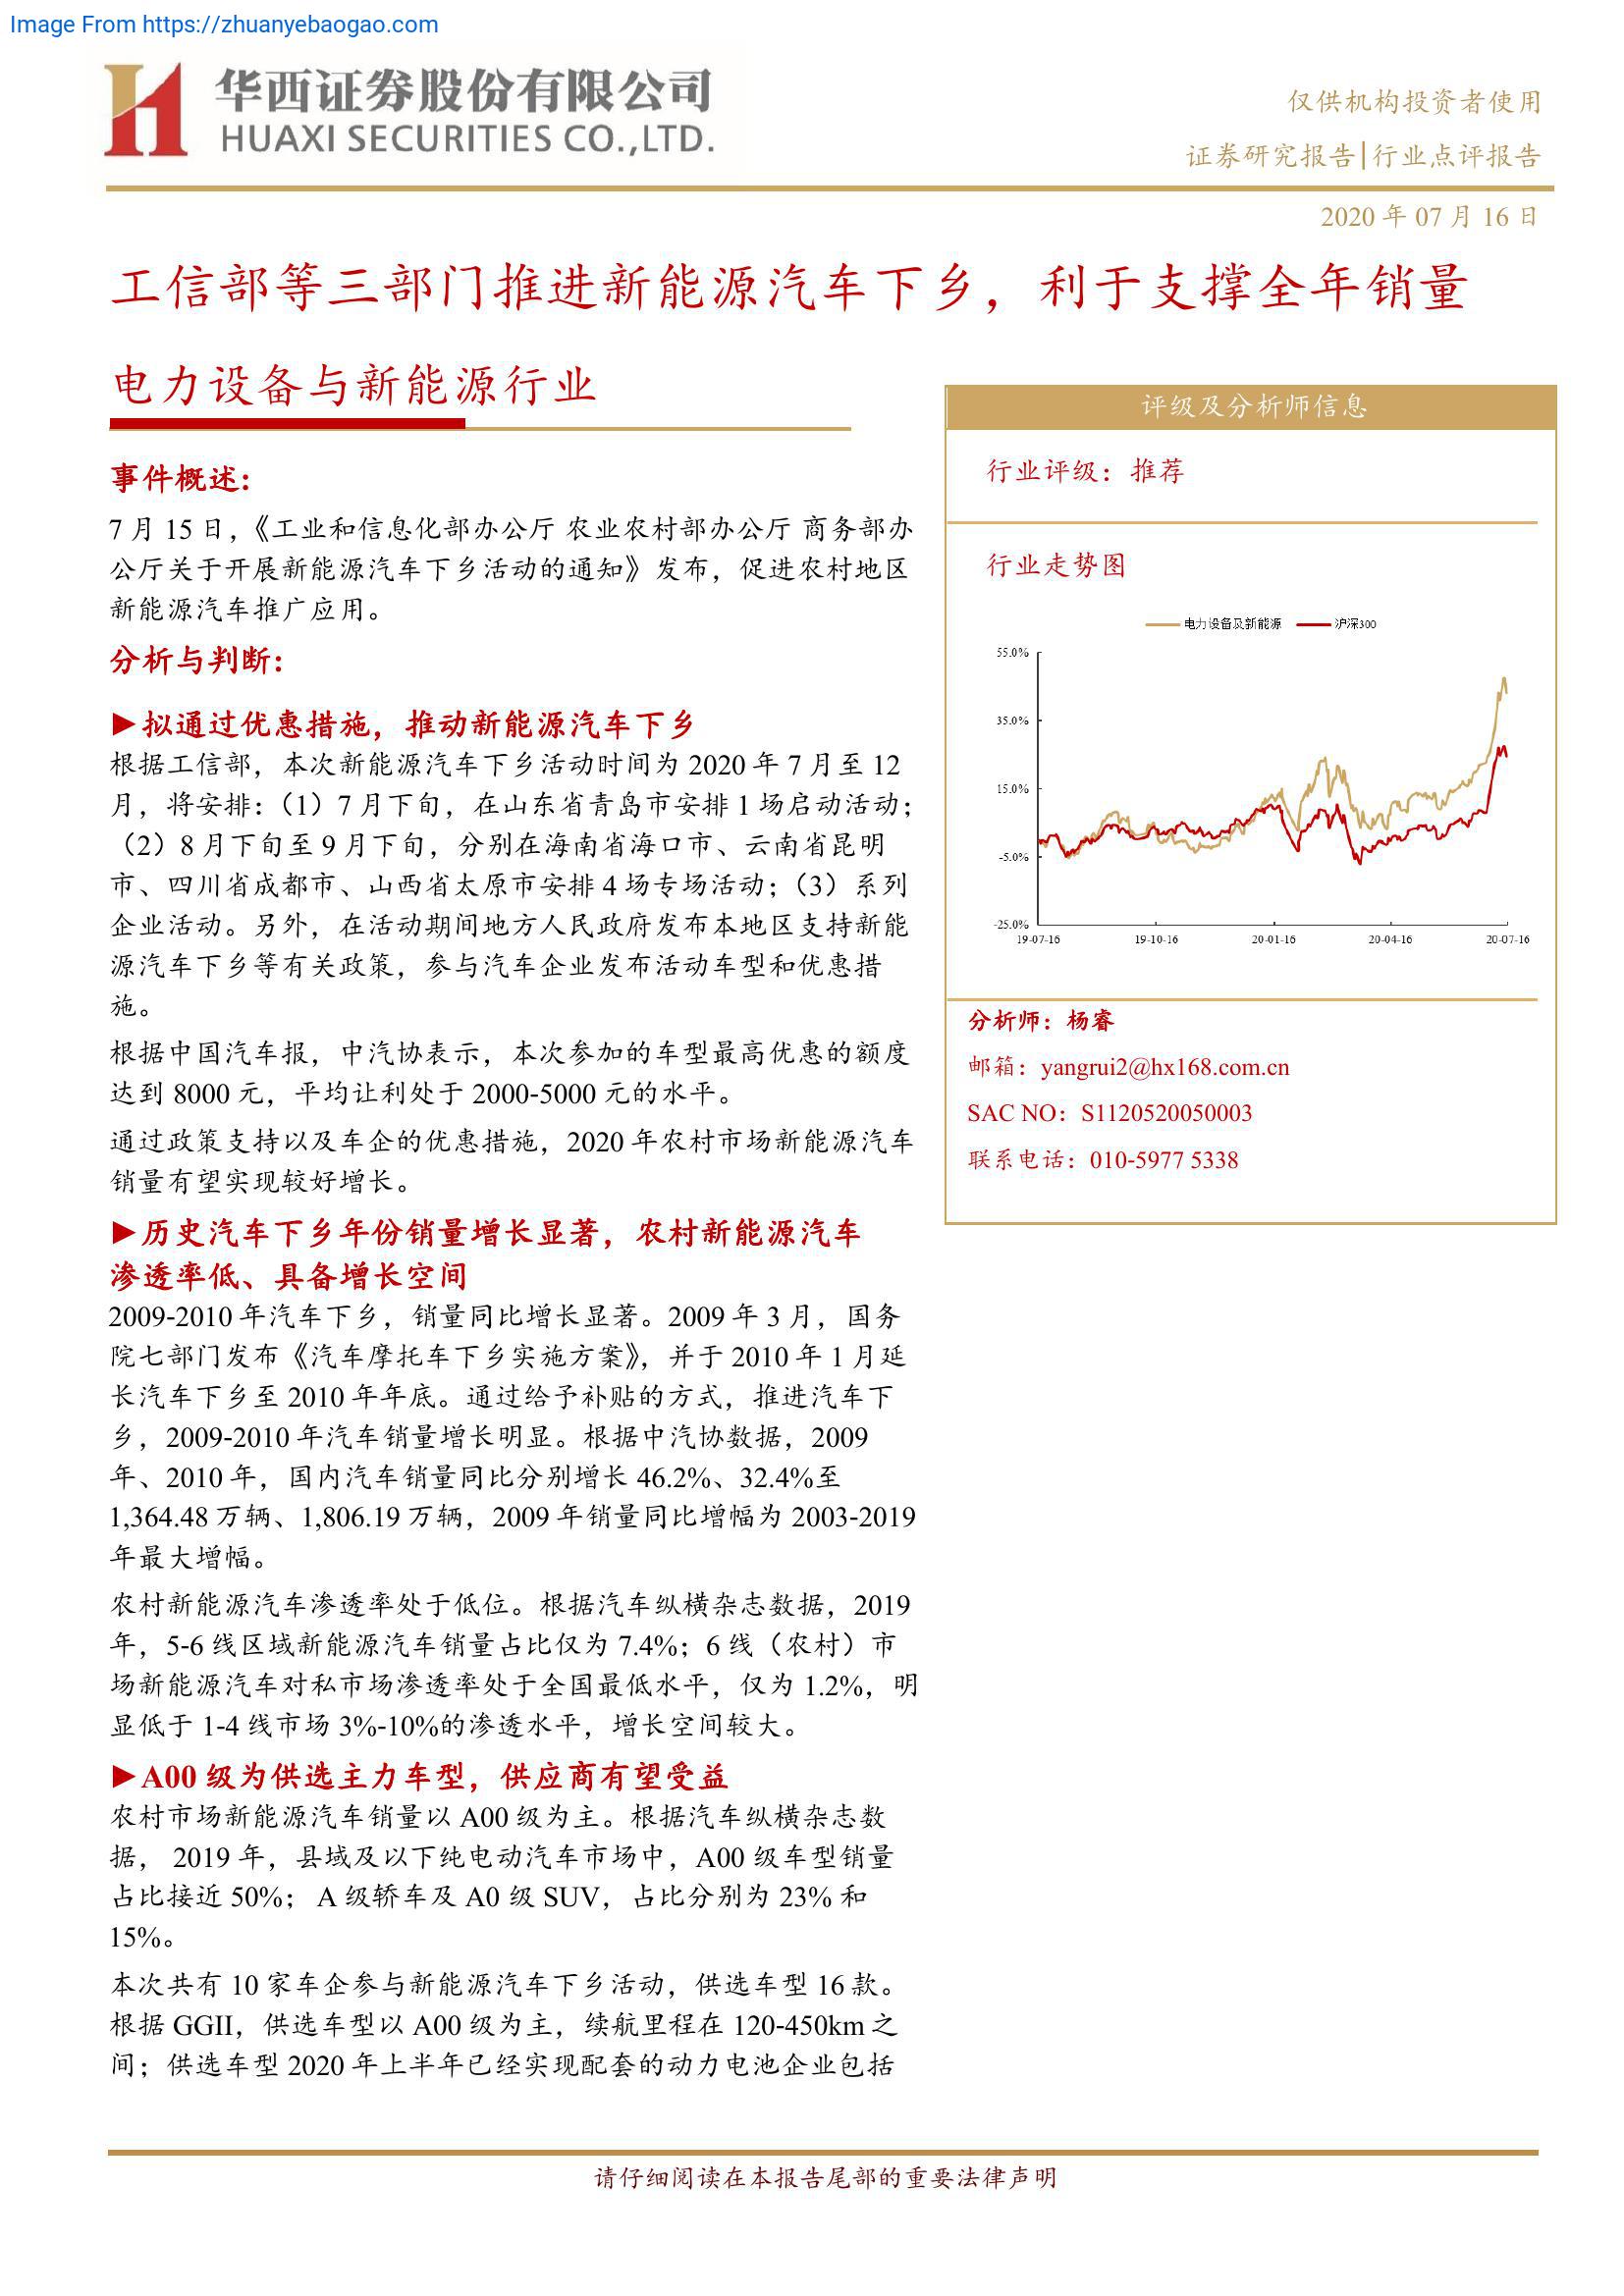 Image From https://zhuanyebaogao.com
华西证券股份有限公司
HUAXI SECURITIES CO.,LTD.
仅供机构投资者使用
证券研究报告|行业点评报告
2020 年 07 月 16 日
工信部等三部门推进新能源汽车下乡，利于支撑全年销量
电力设备与新能源行业
事件概述：
7 月 15 日，《工业和信息化部办公厅 农业农村部办公厅 商务部办
公厅关于开展新能源汽车下乡活动的通知》发布，促进农村地区
新能源汽车推广应用。
分析与判断：
►拟通过优惠措施，推动新能源汽车下乡
根据工信部，本次新能源汽车下乡活动时间为 2020 年 7 月至 12
月，将安排：（1）7 月下旬，在山东省青岛市安排 1 场启动活动；
（2）8 月下旬至 9 月下旬，分别在海南省海口市、云南省昆明
市、四川省成都市、山西省太原市安排 4 场专场活动；（3）系列
企业活动。另外，在活动期间地方人民政府发布本地区支持新能
源汽车下乡等有关政策，参与汽车企业发布活动车型和优惠措
施。
根据中国汽车报，中汽协表示，本次参加的车型最高优惠的额度
达到 8000 元，平均让利处于 2000-5000 元的水平。
通过政策支持以及车企的优惠措施，2020 年农村市场新能源汽车
销量有望实现较好增长。
►历史汽车下乡年份销量增长显著，农村新能源汽车
渗透率低、具备增长空间
2009-2010 年汽车下乡，销量同比增长显著。2009 年 3 月，国务
院七部门发布《汽车摩托车下乡实施方案》，并于 2010 年 1 月延
长汽车下乡至 2010 年年底。通过给予补贴的方式，推进汽车下
乡，2009-2010 年汽车销量增长明显。根据中汽协数据，2009
年、2010 年，国内汽车销量同比分别增长 46.2%、32.4%至
1,364.48 万辆、1,806.19 万辆，2009 年销量同比增幅为 2003-2019
年最大增幅。
农村新能源汽车渗透率处于低位。根据汽车纵横杂志数据，2019
年，5-6 线区域新能源汽车销量占比仅为 7.4%；6 线（农村）市
场新能源汽车对私市场渗透率处于全国最低水平，仅为 1.2%，明
显低于 1-4 线市场 3%-10%的渗透水平，增长空间较大。
►A00 级为供选主力车型，供应商有望受益
农村市场新能源汽车销量以 A00 级为主。根据汽车纵横杂志数
据， 2019 年，县域及以下纯电动汽车市场中，A00 级车型销量
占比接近 50%； A 级轿车及 A0 级 SUV，占比分别为 23% 和
15%。
本次共有 10 家车企参与新能源汽车下乡活动，供选车型 16 款。
根据 GGII，供选车型以 A00 级为主，续航里程在 120-450km 之
间；供选车型 2020 年上半年已经实现配套的动力电池企业包括
评级及分析师信息
行业评级：推荐
行业走势图
电力设备及新能源 沪深300
55.0%
35.0%
15.0%
-5.0%
-25.0%
19-07-16 19-10-16 20-01-16 20-04-16 20-07-16
分析师：杨睿
邮箱：yangrui2@hx168.com.cn
SAC NO：S1120520050003
联系电话：010-5977 5338
请仔细阅读在本报告尾部的重要法律声明